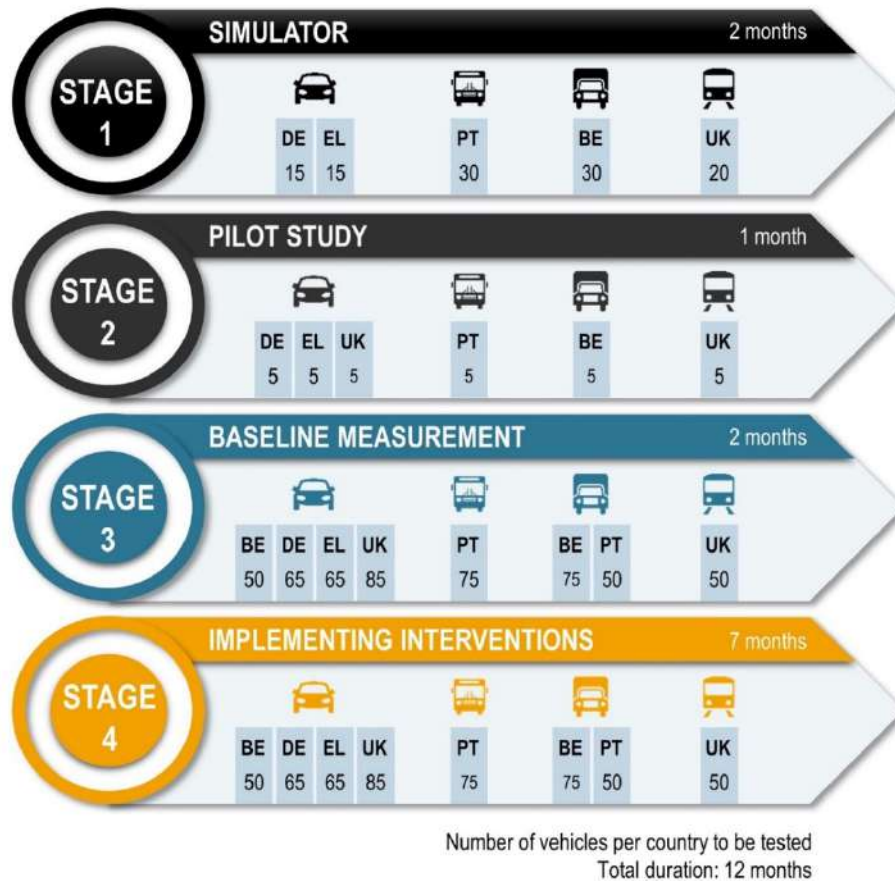 SIMULATOR 2 months
STAGE
1
DE EL PT BE UK
15 15 30 30 20
PILOT STUDY 1 month
STAGE
2
DE EL UK PT BE UK
5 5 5 5 5 5
BASELINE MEASUREMENT 2 months
STAGE
3
BE DE EL UK PT BE PT UK
50 65 65 85 75 75 50 50
IMPLEMENTING INTERVENTIONS 7 months
STAGE
4
BE DE EL UK PT BE PT UK
50 65 65 85 75 75 50 50
Number of vehicles per country to be tested
Total duration: 12 months